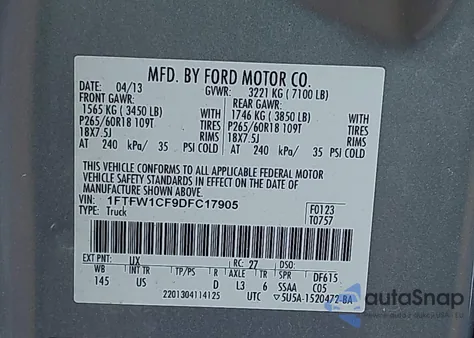 MFD. BY FORD MOTOR CO.
DATE: 04/13 GVWR: 3221 KG ( 7100 LB)
FRONT GAWR: REAR GAWR:
1565 KG ( 3450 LB) WITH 1746 KG ( 3850 LB) WITH
P265/60R18 109T TIRES P265/60R18 109T TIRES
18X7.5J RIMS 18X7.5J RIMS
AT 240 kPa/ 35 PSI COLD AT 240 kPa/ 35 PSI COLD
THIS VEHICLE CONFORMS TO ALL APPLICABLE FEDERAL MOTOR
VEHICLE SAFETY STANDARDS IN EFFECT ON THE DATE OF
MANUFACTURE SHOWN ABOVE.
VIN: 1FTFW1CF9DFC17905 F0123
TYPE: Truck T0757
EXT PNT: UX RC: 27 DSO:
WB INT TR TP/PS R AXLE TR SPR DF615
145 US D L3 6 SSAA C05
2201304114125 UTC ▽5U5A-1520472-BA
autoSnap